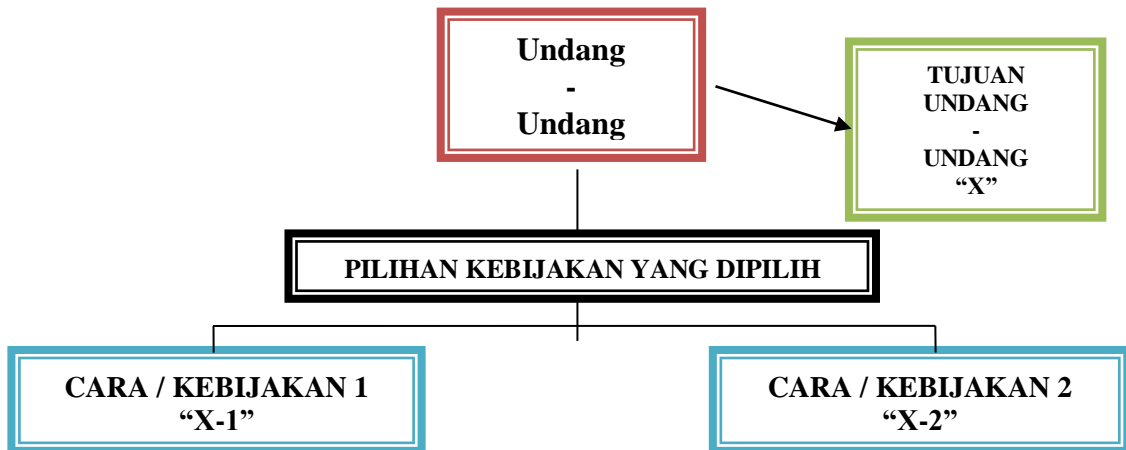 Undang
-
Undang
TUJUAN
UNDANG
-
UNDANG
“X”
PILIHAN KEBIJAKAN YANG DIPILIH
CARA / KEBIJAKAN 1
“X-1”
CARA / KEBIJAKAN 2
“X-2”